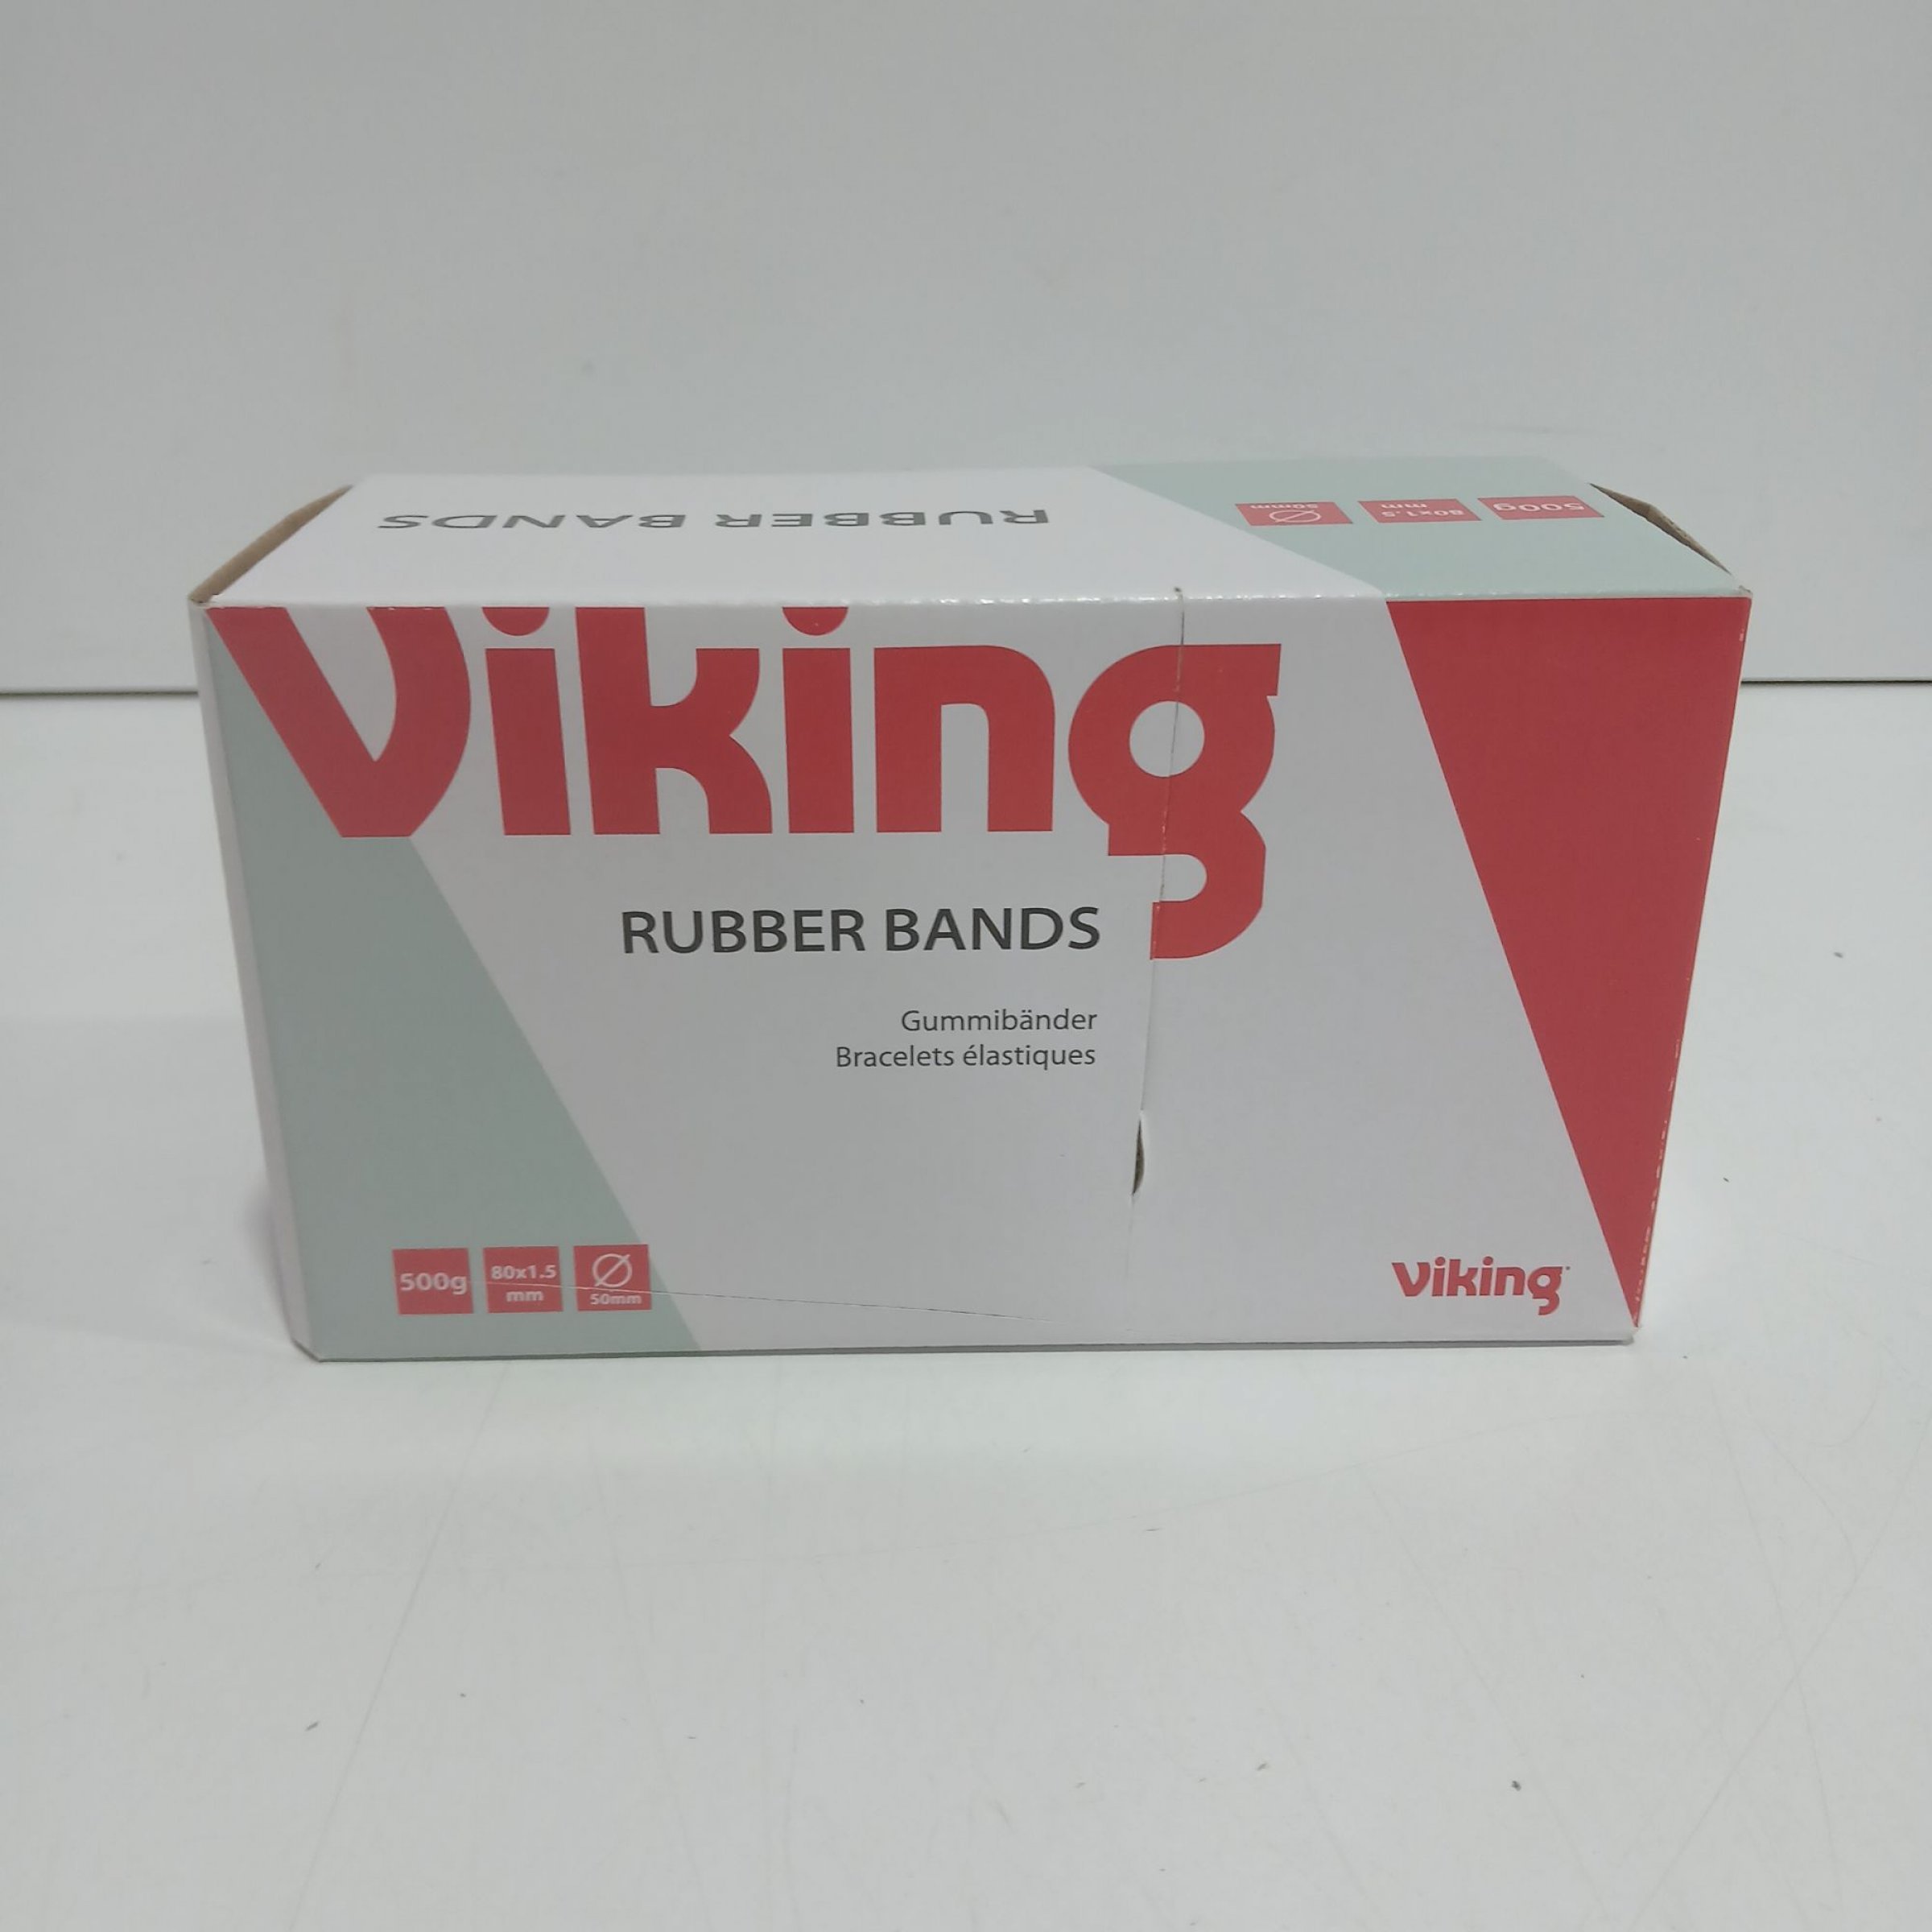 RUBBER BANDS
50mm
80x1.5
mm
500g
Viking
RUBBER BANDS
Gummibänder
Bracelets élastiques
500g
80x1.5
mm
50mm
Viking